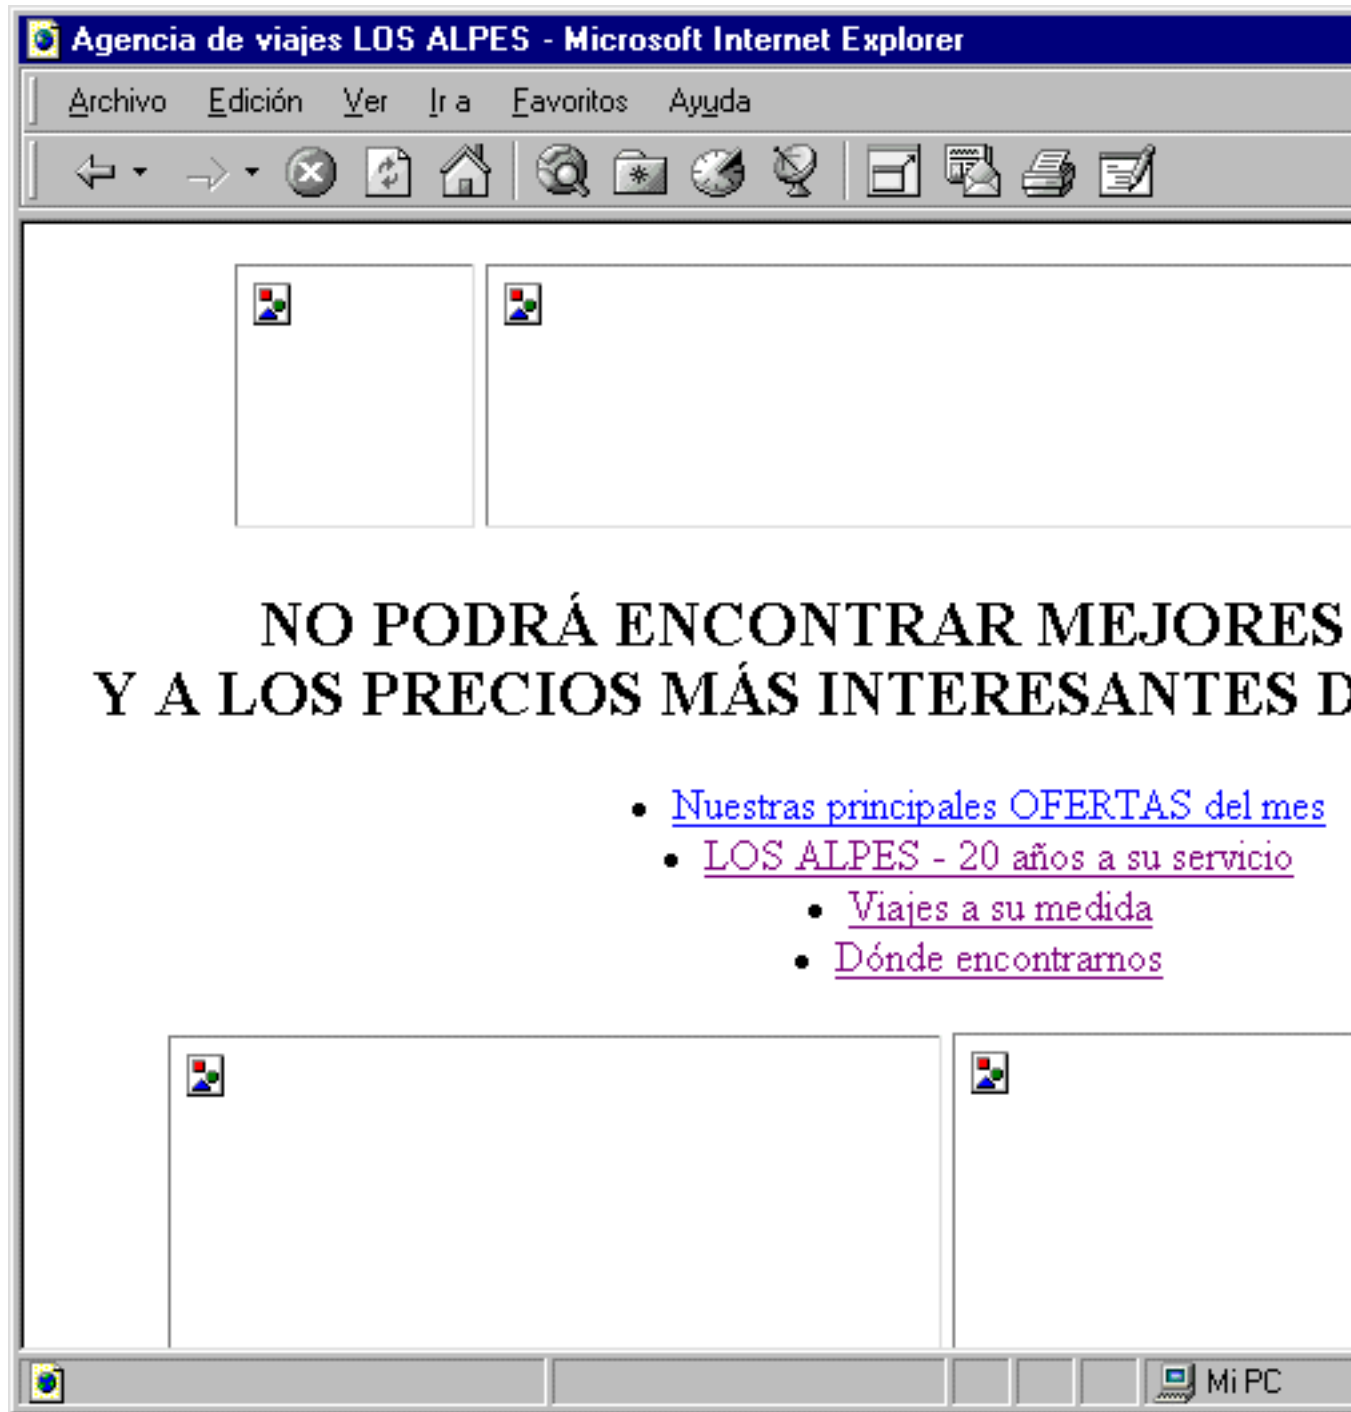 Agencia de viajes LOS ALPES - Microsoft Internet Explorer
Archivo Edición Ver Ir a Favoritos Ayuda
NO PODRÁ ENCONTRAR MEJORES
Y A LOS PRECIOS MÁS INTERESANTES D
Nuestras principales OFERTAS del mes
LOS ALPES - 20 años a su servicio
Viajes a su medida
Dónde encontrarnos
Mi PC